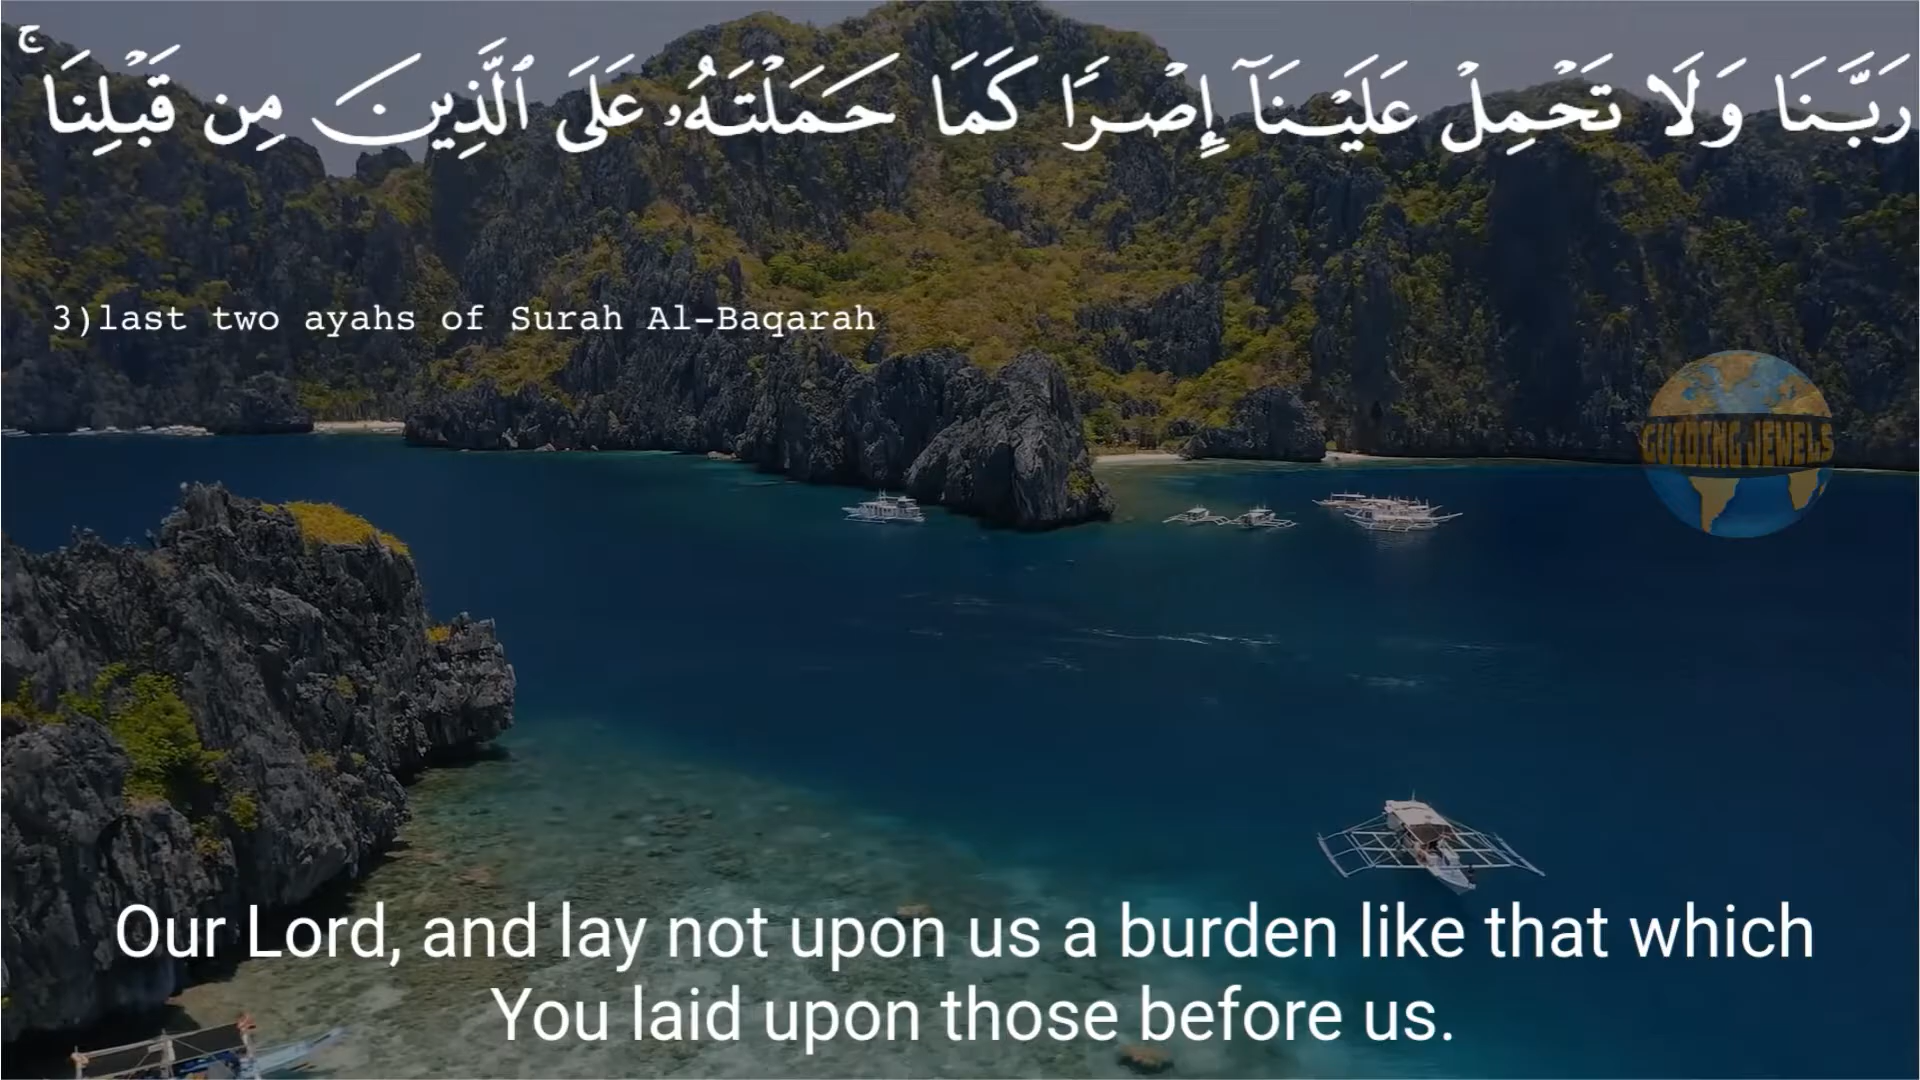 رَبَّنَا وَلَا تَحْمِلْ عَلَيْنَآ إِصْرًا كَمَا حَمَلْتَهُۥ عَلَى ٱلَّذِينَ مِن قَبْلِنَا ۚ
3)last two ayahs of Surah Al-Baqarah
GUIDING JEWELS
Our Lord, and lay not upon us a burden like that which
You laid upon those before us.